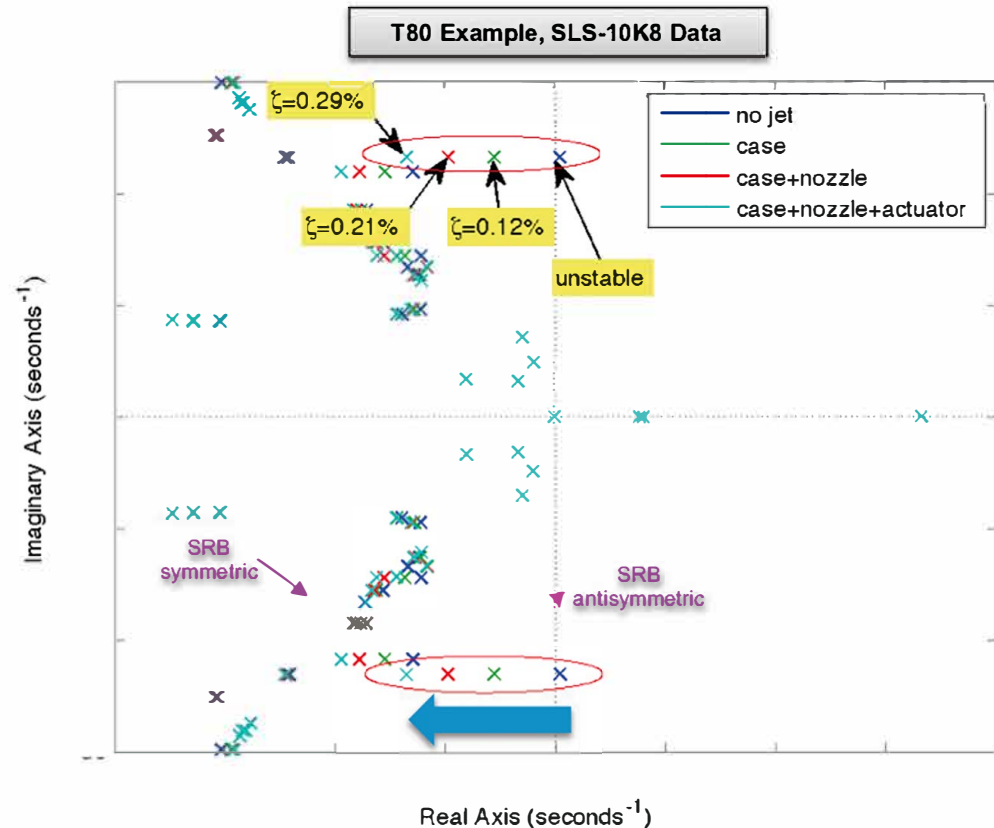 T80 Example, SLS-10K8 Data
ζ=0.29%
no jet
case
case+nozzle
case+nozzle+actuator
ζ=0.21%
ζ=0.12%
unstable
Imaginary Axis (seconds⁻¹)
SRB
symmetric
SRB
antisymmetric
Real Axis (seconds⁻¹)